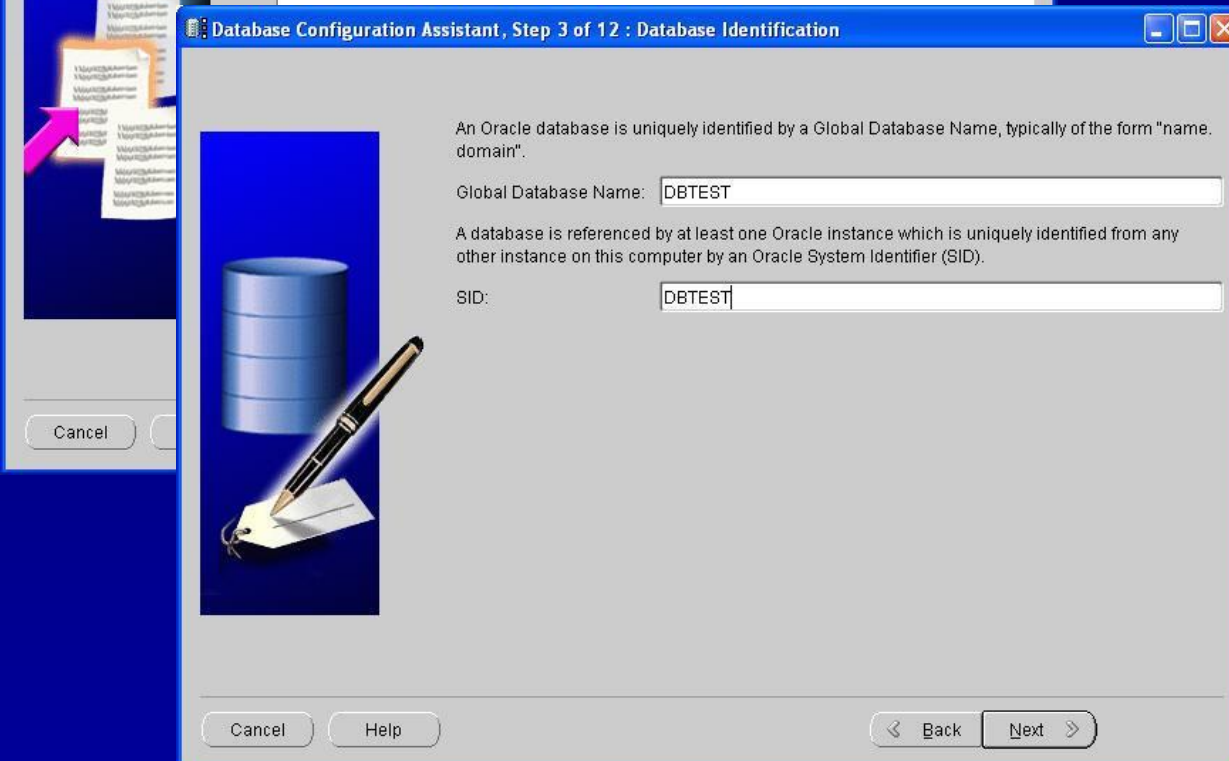 Database Configuration Assistant, Step 3 of 12 : Database Identification
An Oracle database is uniquely identified by a Global Database Name, typically of the form "name.
domain".
Global Database Name: DBTEST
A database is referenced by at least one Oracle instance which is uniquely identified from any
other instance on this computer by an Oracle System Identifier (SID).
SID: DBTEST
Cancel
Cancel Help Back Next